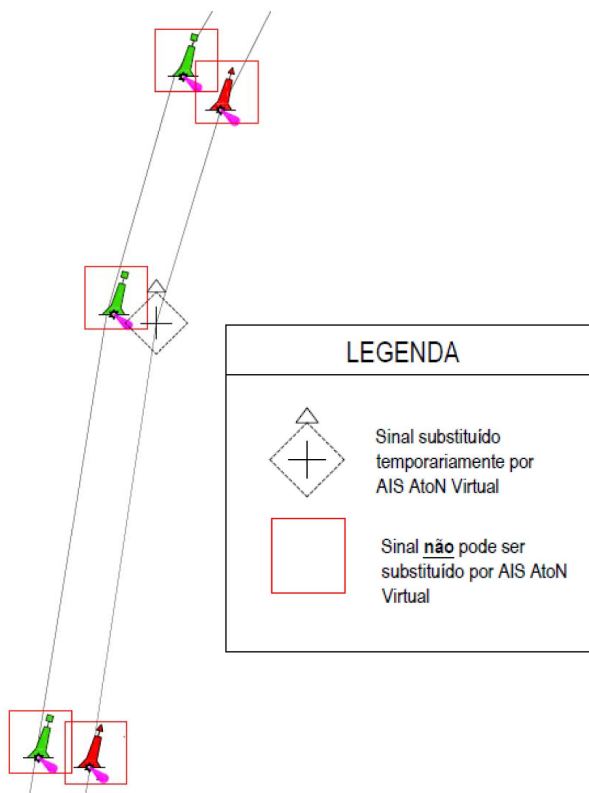 LEGENDA
Sinal substituído
temporariamente por
AIS AtoN Virtual
Sinal não pode ser
substituído por AIS AtoN
Virtual